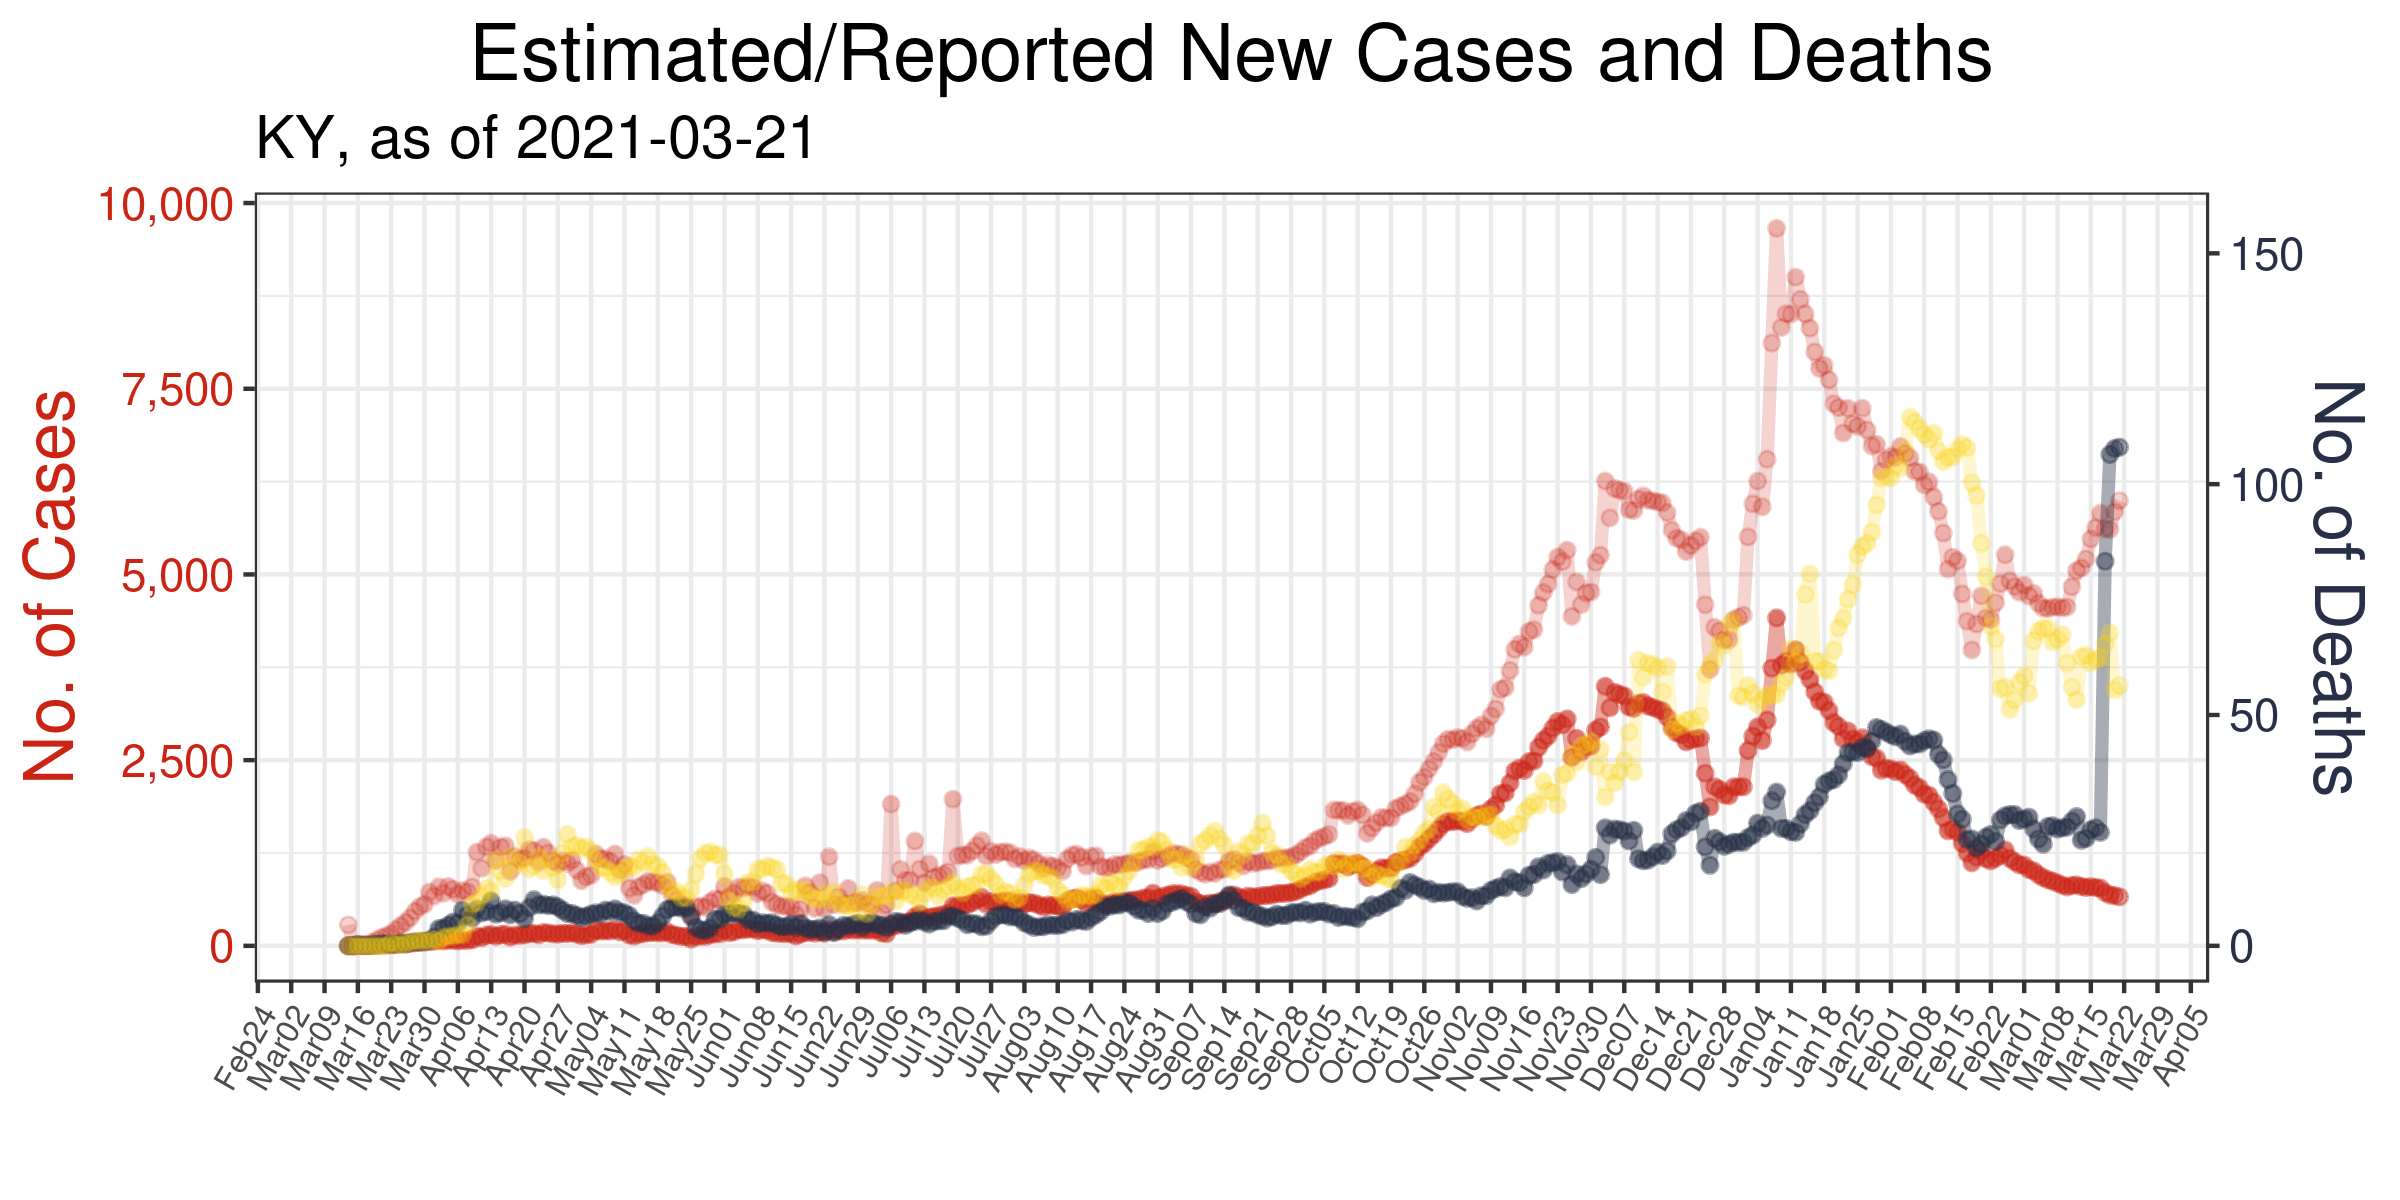 Estimated/Reported New Cases and Deaths
KY, as of 2021-03-21
No. of Cases
10,000
7,500
5,000
2,500
0
150
100
50
0
No. of Deaths
Feb24
Mar02
Mar09
Mar16
Mar23
Mar30
Apr06
Apr13
Apr20
Apr27
May04
May11
May18
May25
Jun01
Jun08
Jun15
Jun22
Jun29
Jul06
Jul13
Jul20
Jul27
Aug03
Aug10
Aug17
Aug24
Aug31
Sep07
Sep14
Sep21
Sep28
Oct05
Oct12
Oct19
Oct26
Nov02
Nov09
Nov16
Nov23
Nov30
Dec07
Dec14
Dec21
Dec28
Jan04
Jan11
Jan18
Jan25
Feb01
Feb08
Feb15
Feb22
Mar01
Mar08
Mar15
Mar22
Mar29
Apr05